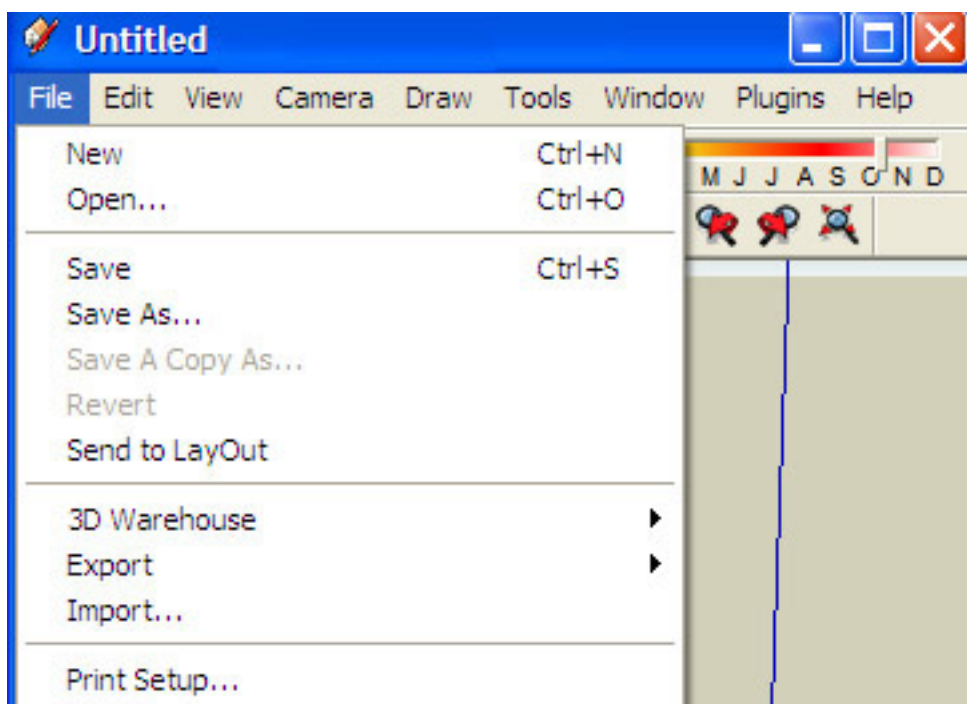 Untitled
File Edit View Camera Draw Tools Window Plugins Help
New Ctrl+N
Open... Ctrl+O
M J J A S O N D
Save Ctrl+S
Save As...
Save A Copy As...
Revert
Send to LayOut
3D Warehouse
Export
Import...
Print Setup...